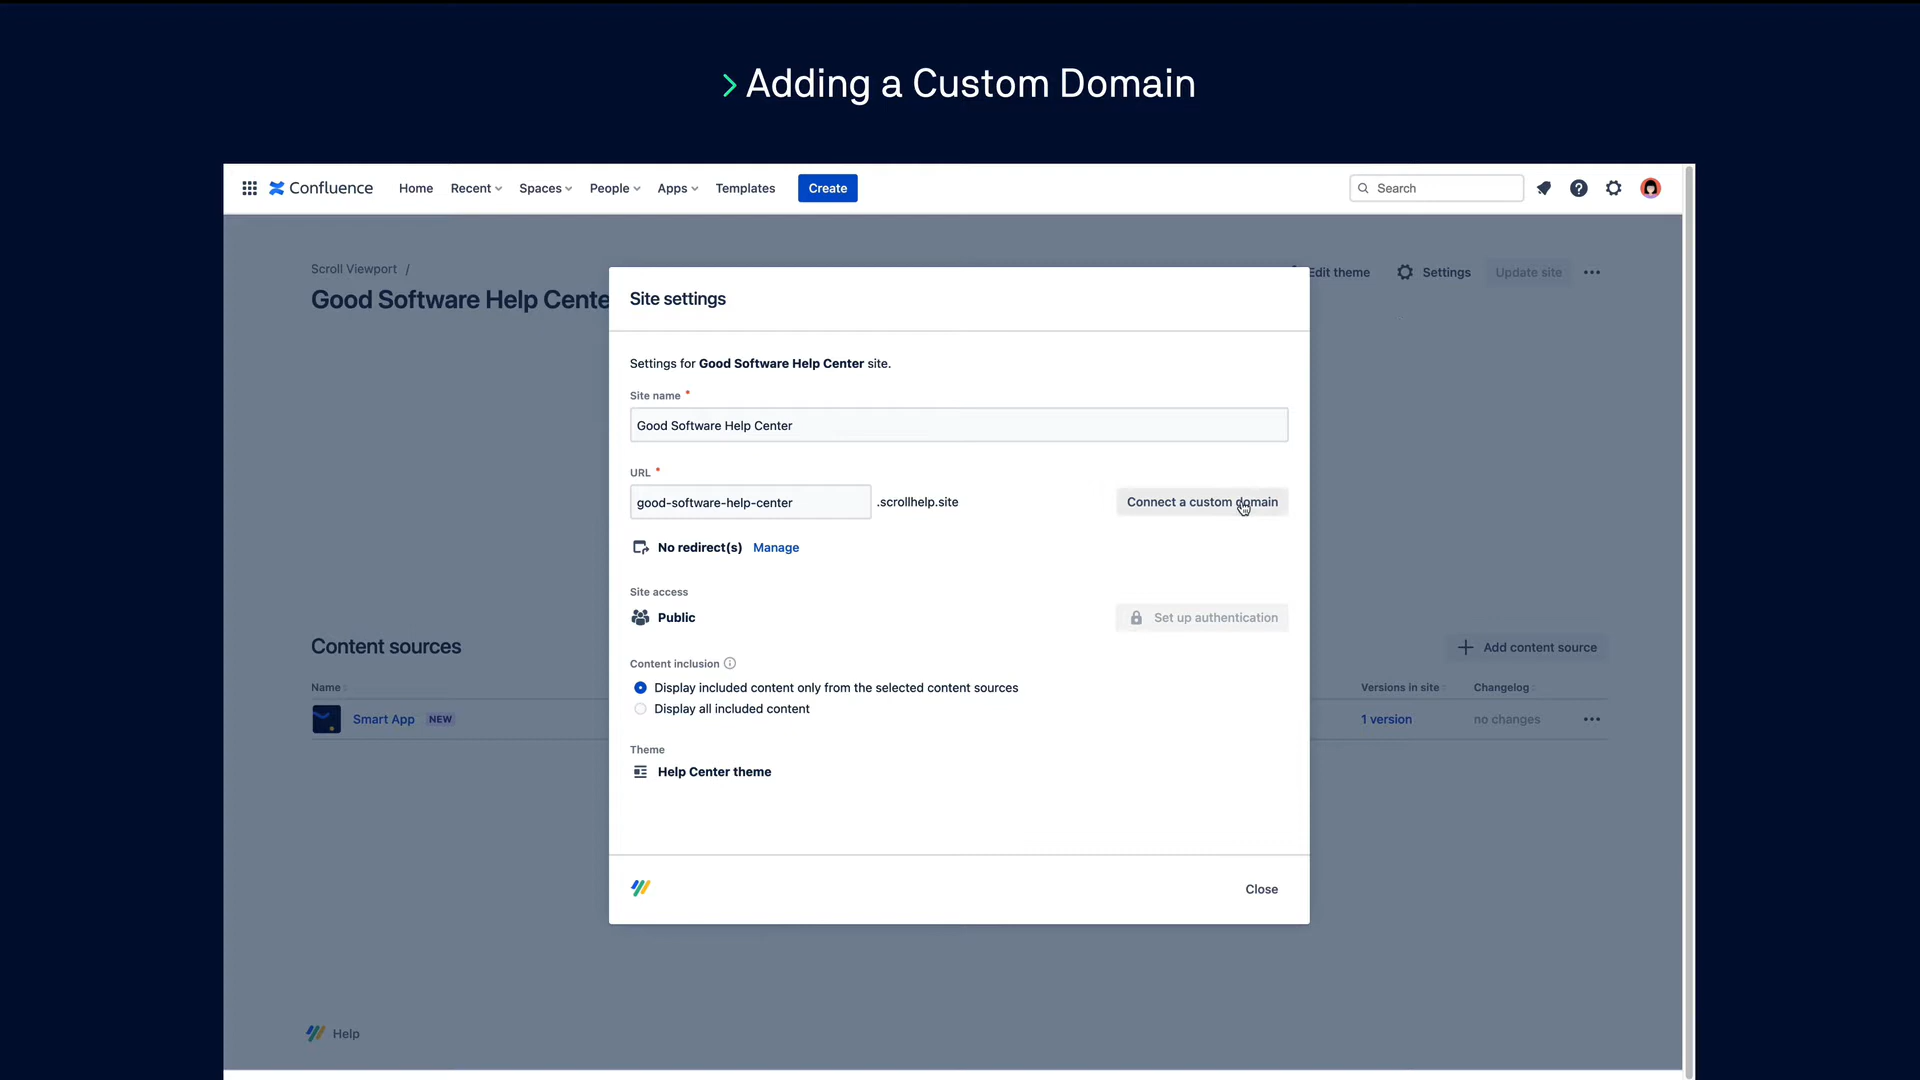 Adding a Custom Domain
Confluence Home Recent Spaces People Apps Templates Create Search
Scroll Viewport /
Edit theme Settings Update site
Good Software Help Cente
Site settings
Settings for Good Software Help Center site.
Site name *
Good Software Help Center
URL *
good-software-help-center .scrollhelp.site Connect a custom domain
No redirect(s) Manage
Site access
Public Set up authentication
Content inclusion
Display included content only from the selected content sources
Display all included content
Theme
Help Center theme
Close
Content sources Add content source
Name Versions in site Changelog
Smart App NEW 1 version no changes
Help